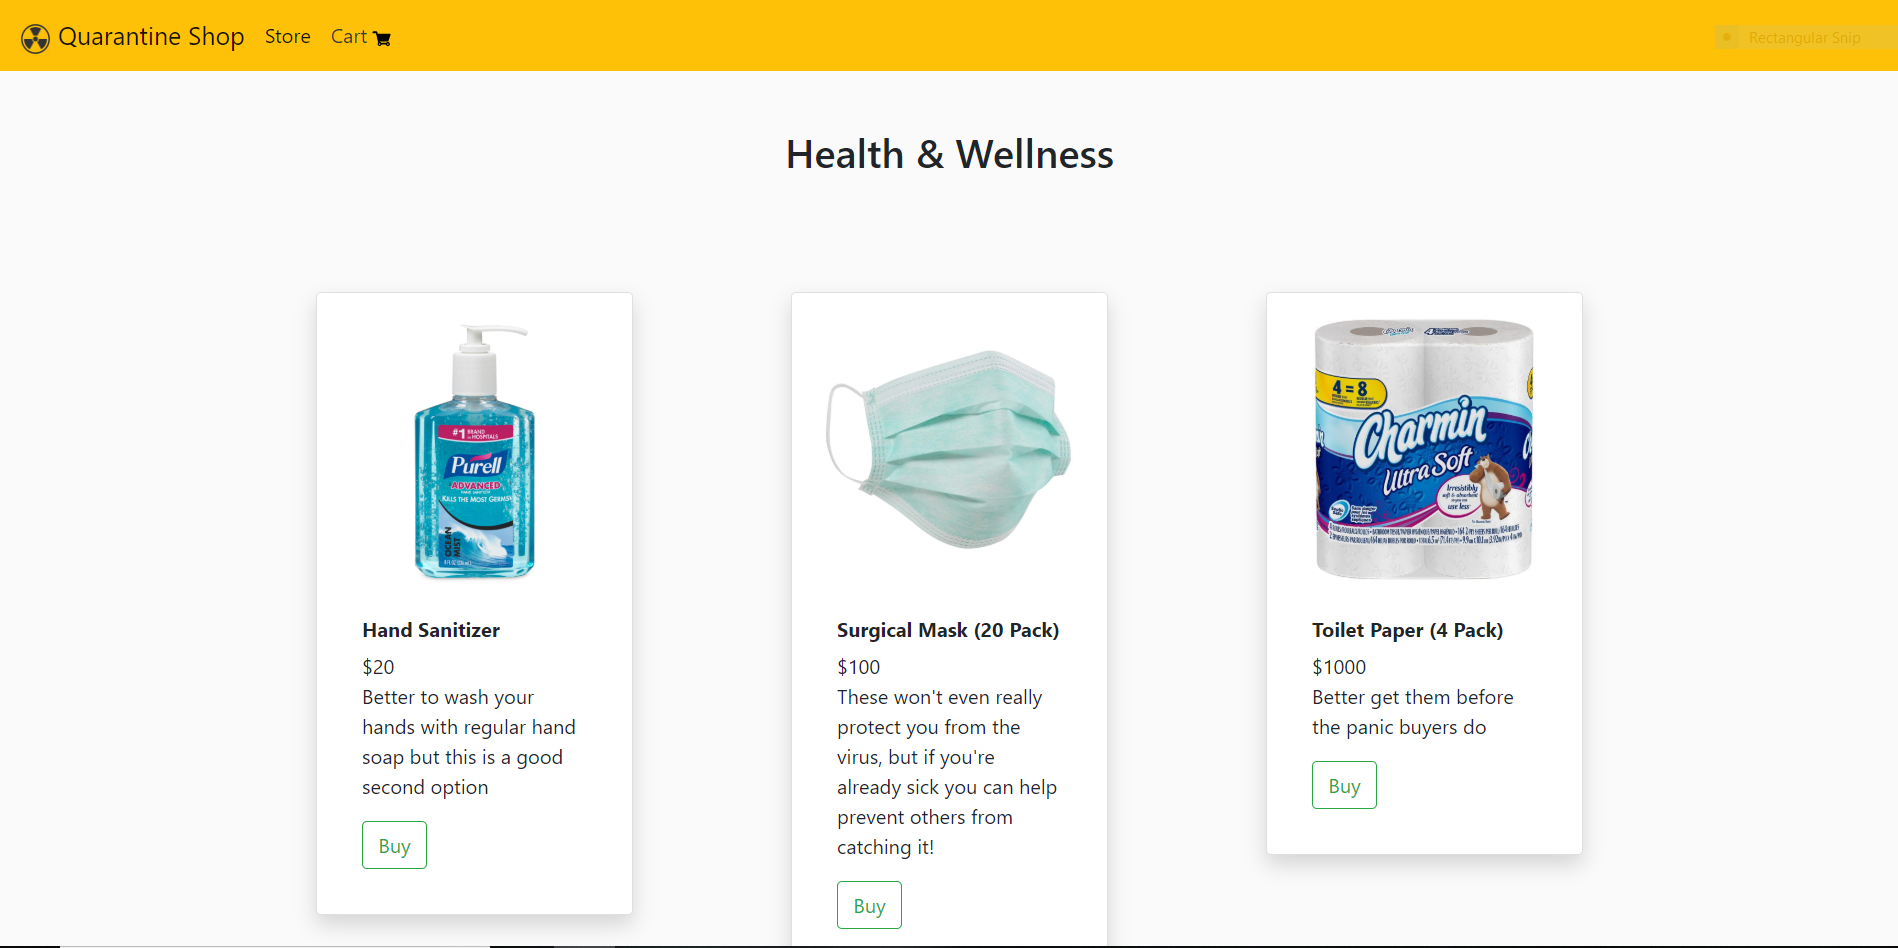 Quarantine Shop Store Cart
Rectangular Snip
Health & Wellness
#1 BRAND
IN HOSPITALS
Purell
ADVANCED
HAND SANITIZER
KILLS THE MOST GERMS
OCEAN
MIST
4 = 8
Charmin
Ultra Soft
Irresistibly
soft & absorbent
so you can
use less
Hand Sanitizer
$20
Better to wash your
hands with regular hand
soap but this is a good
second option
Buy
Surgical Mask (20 Pack)
$100
These won't even really
protect you from the
virus, but if you're
already sick you can help
prevent others from
catching it!
Buy
Toilet Paper (4 Pack)
$1000
Better get them before
the panic buyers do
Buy